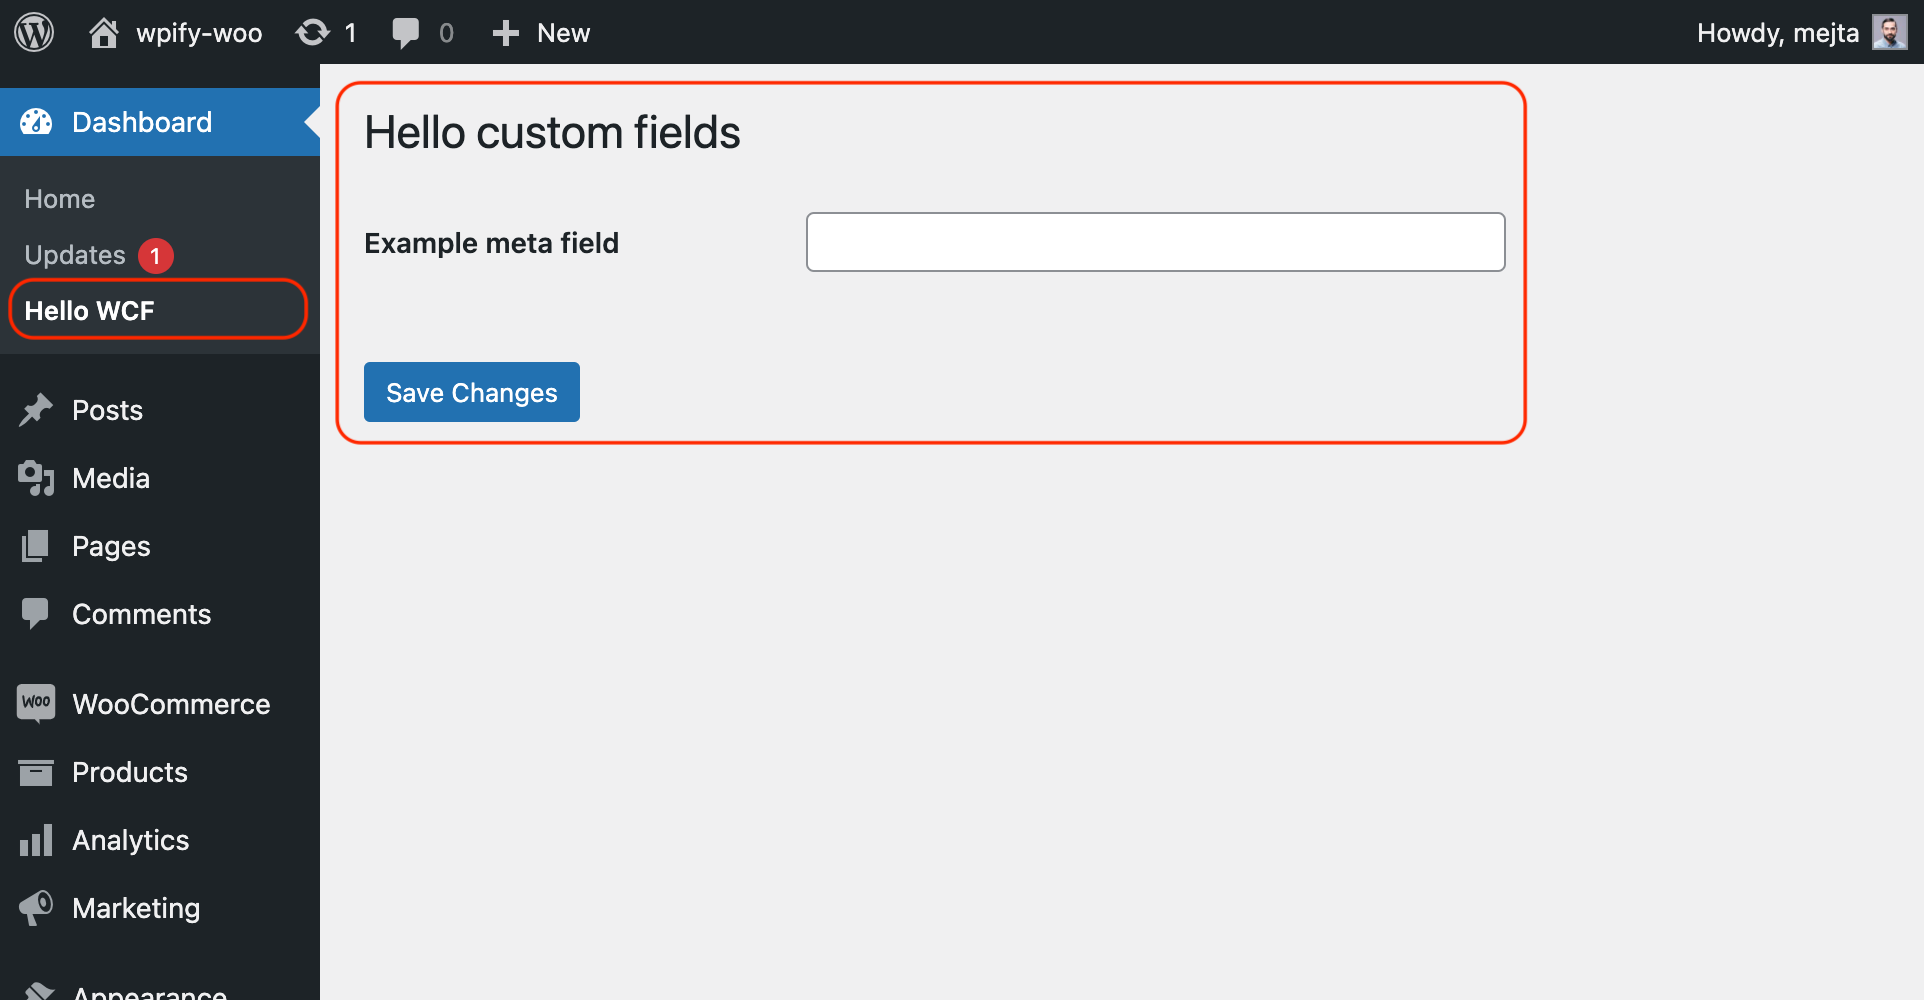 wpify-woo 1 0 New Howdy, mejta
Dashboard
Home
Updates 1
Hello WCF
Posts
Media
Pages
Comments
Woo WooCommerce
Products
Analytics
Marketing
Appearance
Hello custom fields
Example meta field
Save Changes